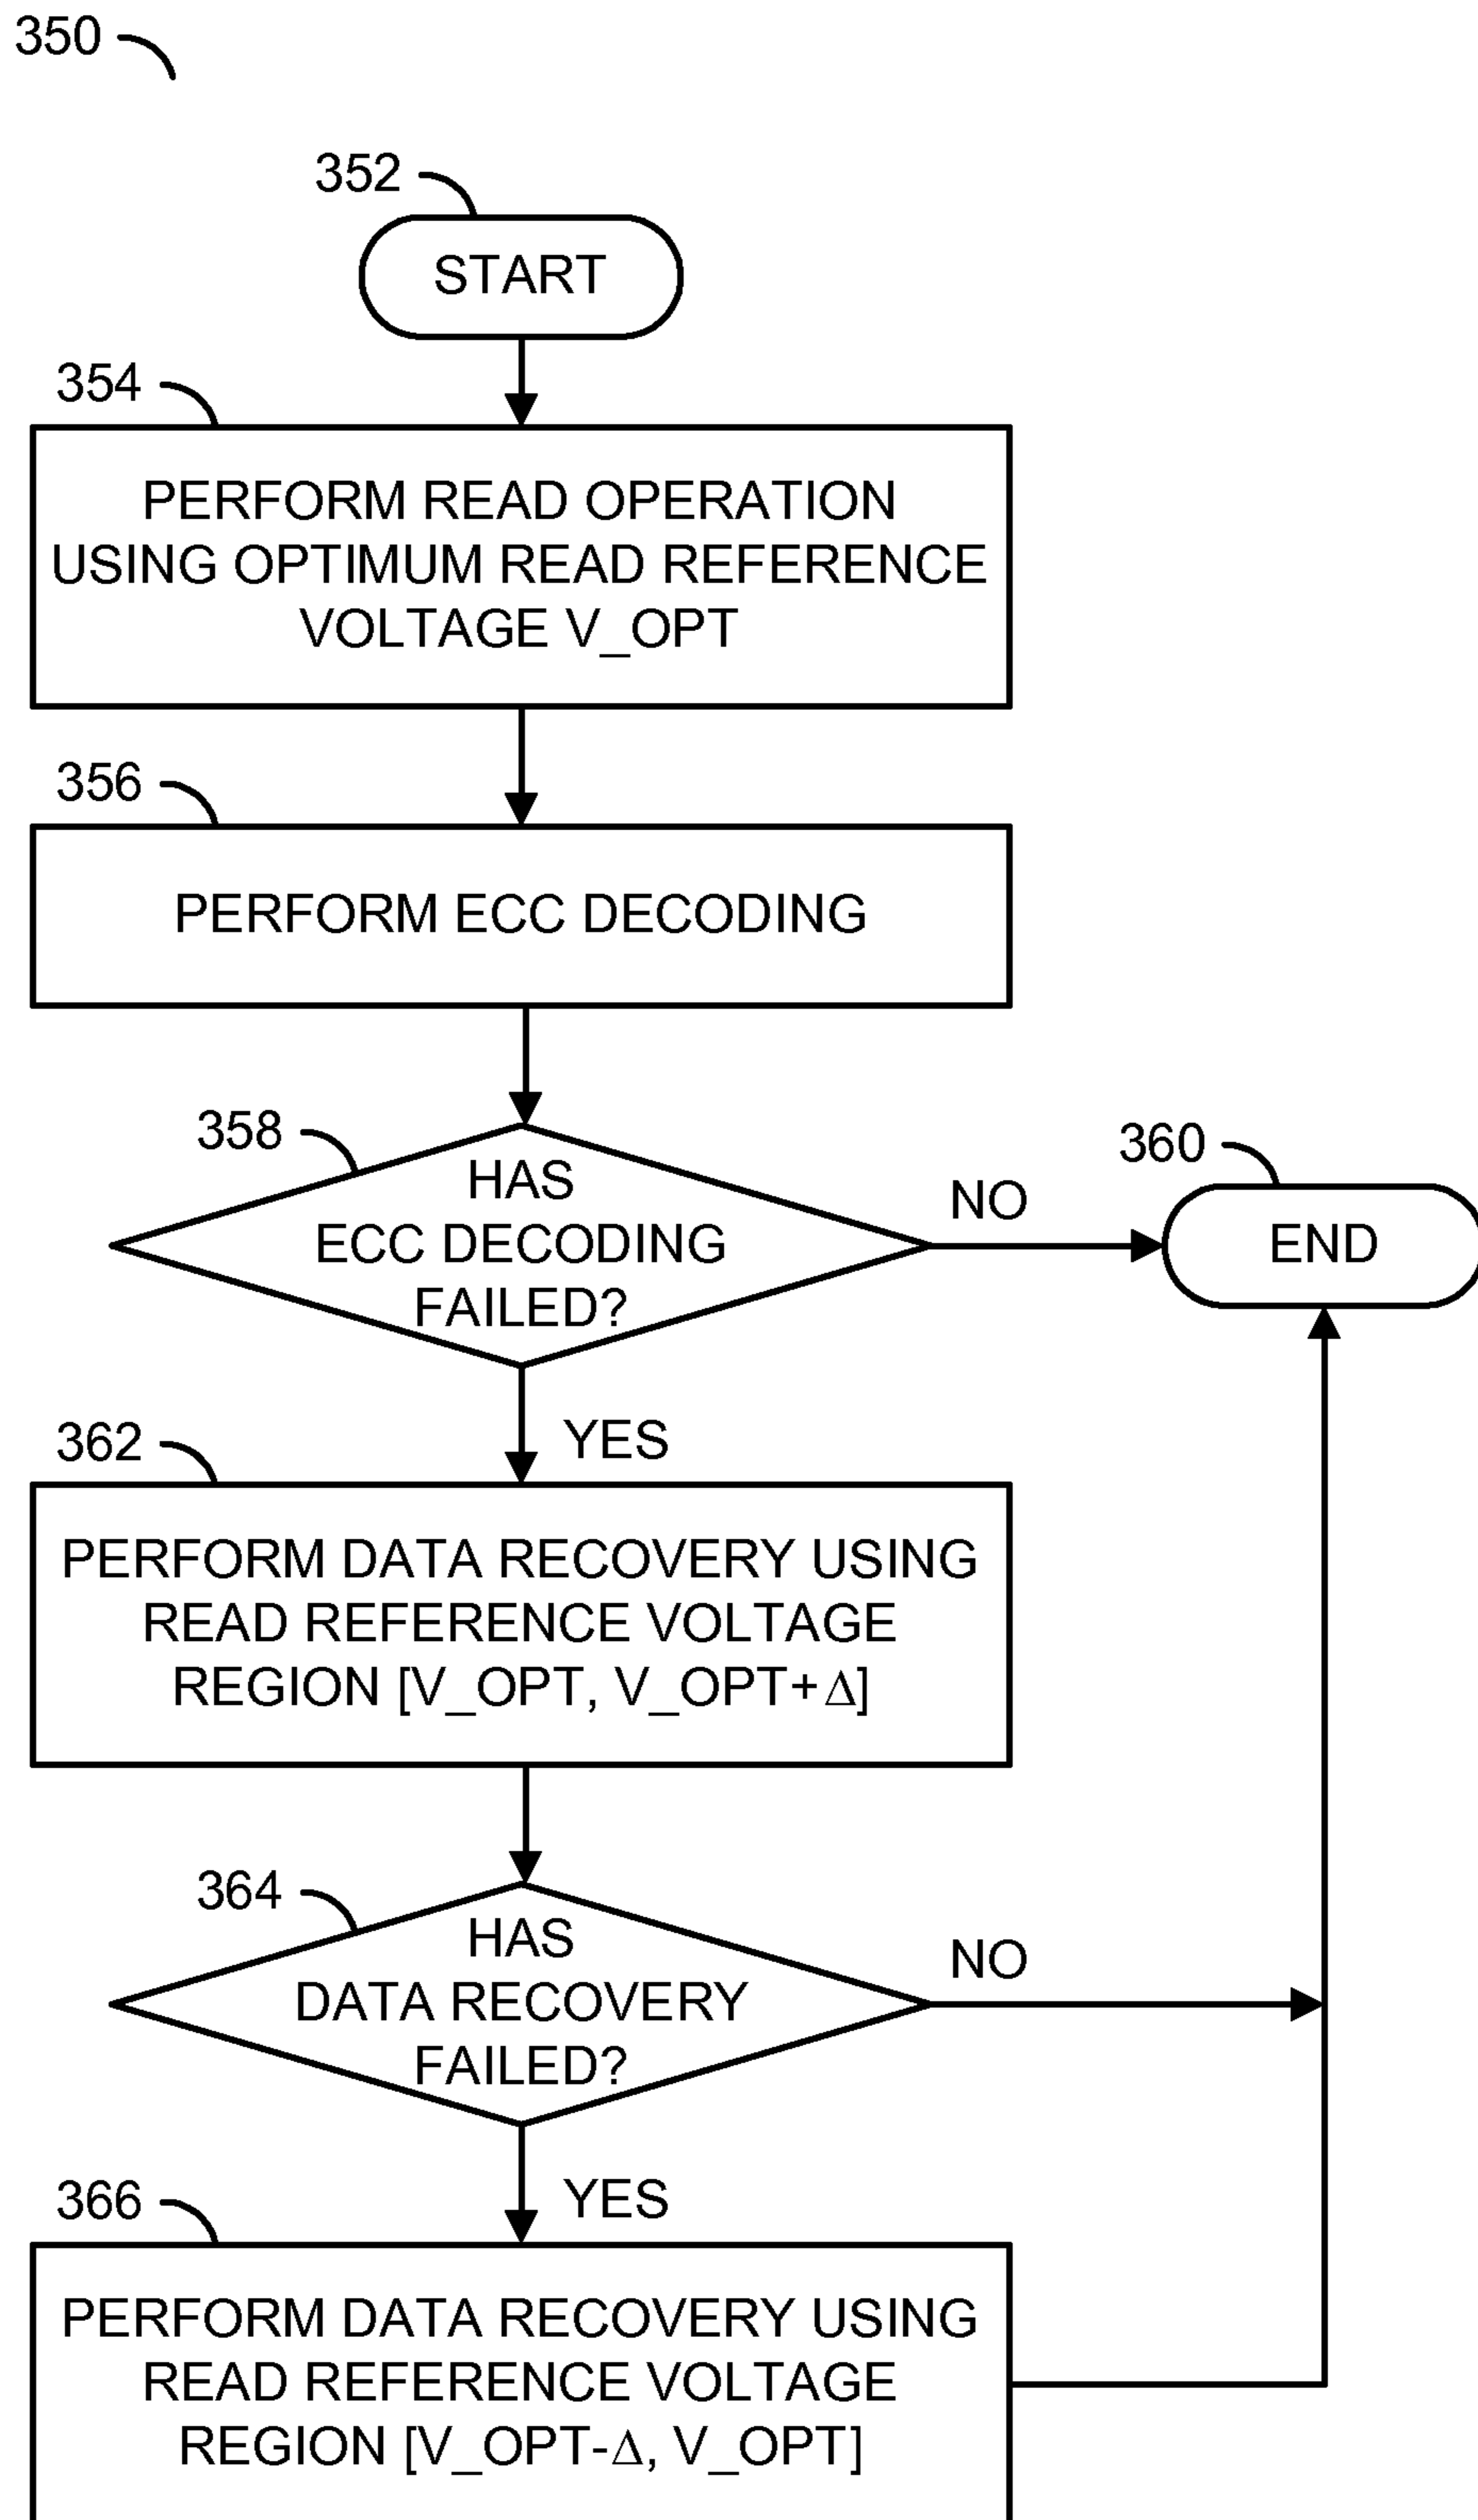 350
352
START
354
PERFORM READ OPERATION
USING OPTIMUM READ REFERENCE
VOLTAGE V_OPT
356
PERFORM ECC DECODING
358
HAS
ECC DECODING
FAILED?
NO
360
END
YES
362
PERFORM DATA RECOVERY USING
READ REFERENCE VOLTAGE
REGION [V_OPT, V_OPT+Δ]
364
HAS
DATA RECOVERY
FAILED?
NO
YES
366
PERFORM DATA RECOVERY USING
READ REFERENCE VOLTAGE
REGION [V_OPT-Δ, V_OPT]